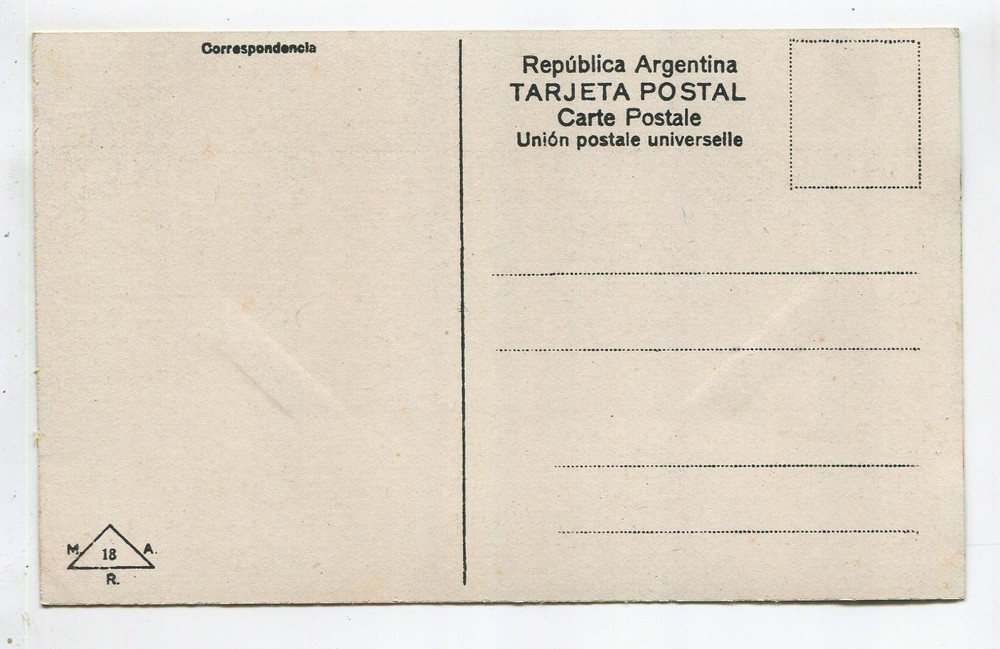 Correspondencia
República Argentina
TARJETA POSTAL
Carte Postale
Unión postale universelle
M. 18 A.
R.